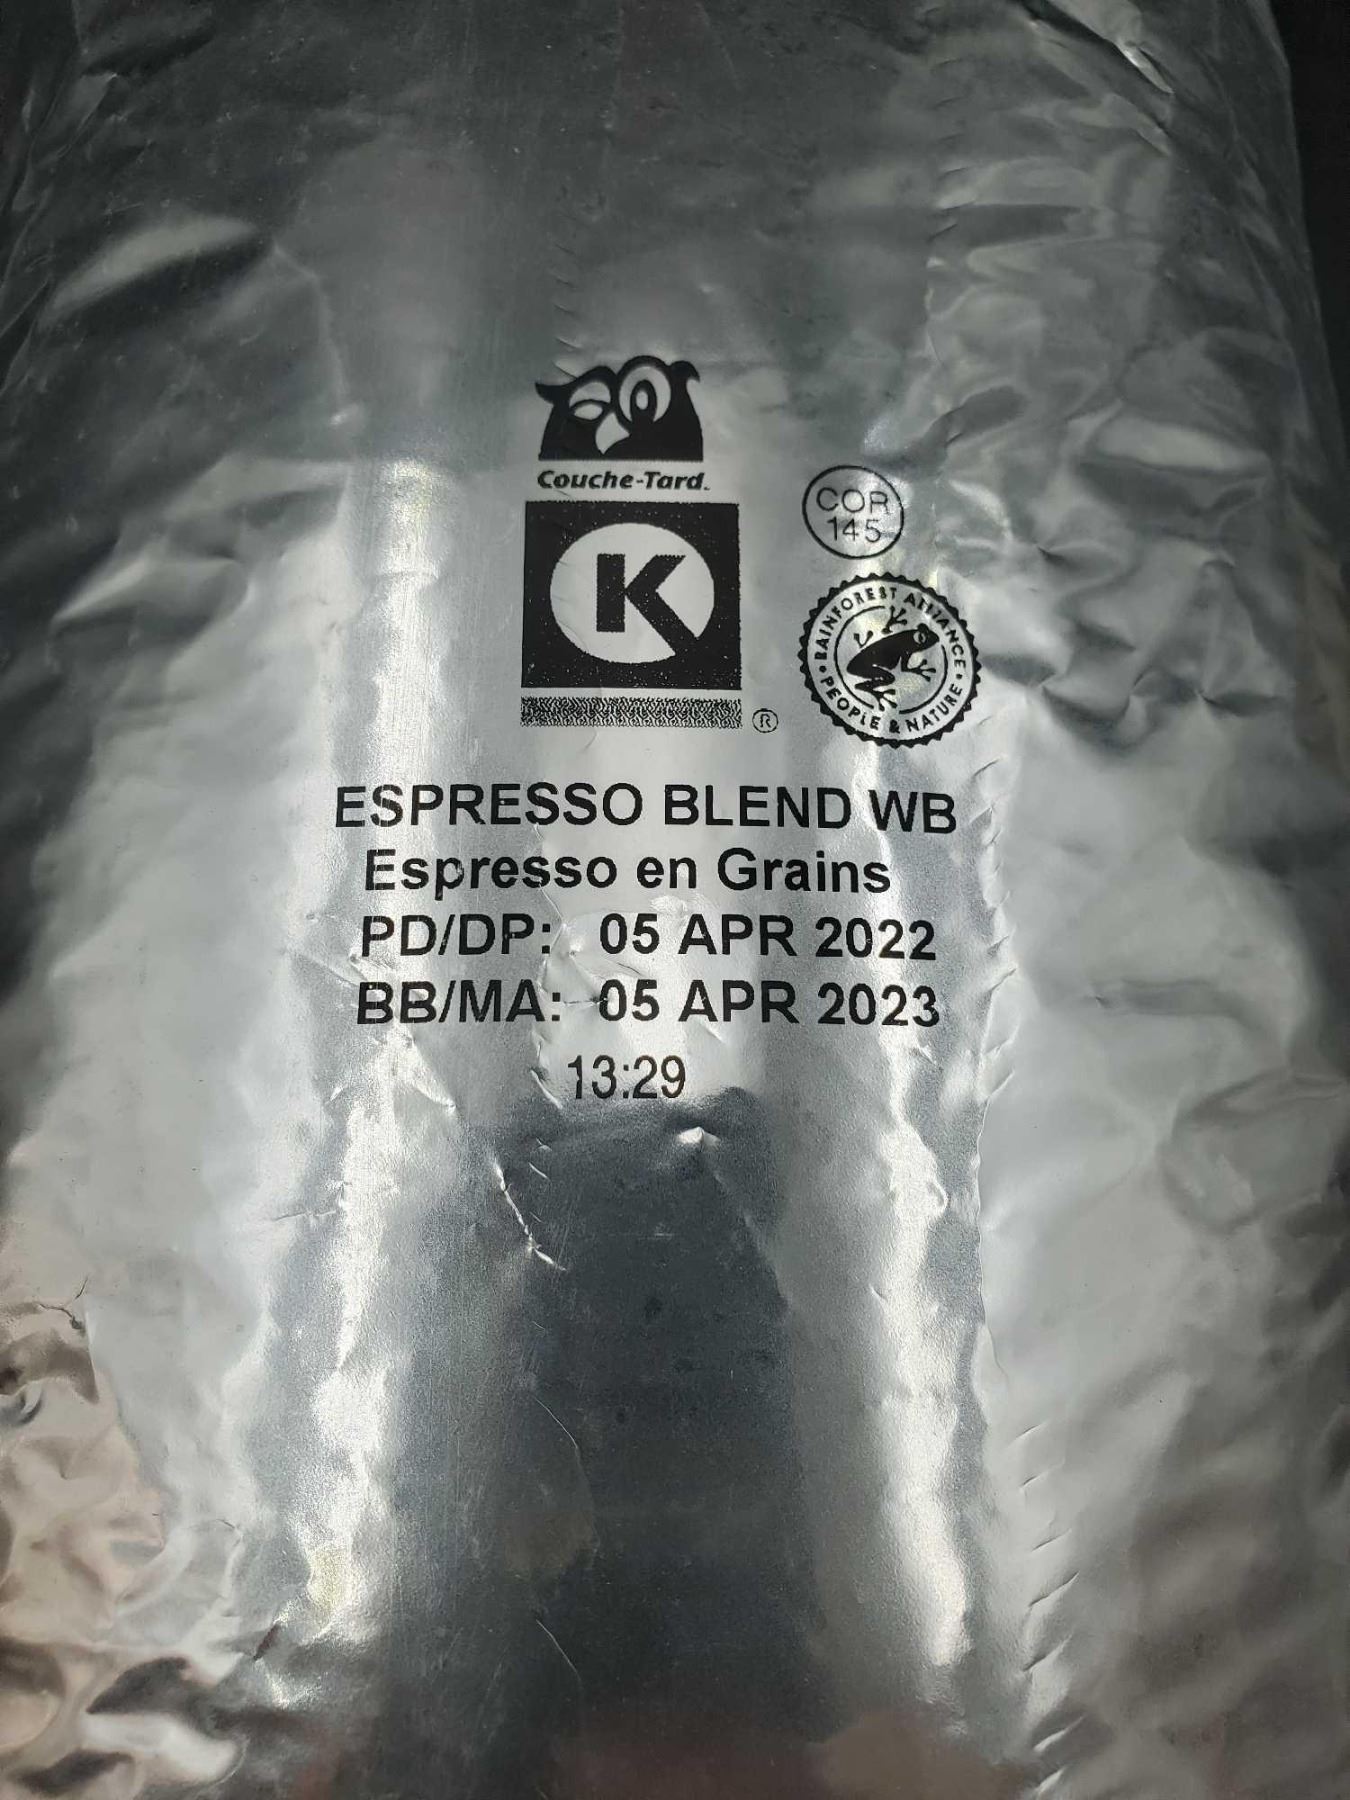 Couche-Tard.
K
®
COR
145
RAINFOREST ALLIANCE
PEOPLE & NATURE
ESPRESSO BLEND WB
Espresso en Grains
PD/DP: 05 APR 2022
BB/MA: 05 APR 2023
13:29